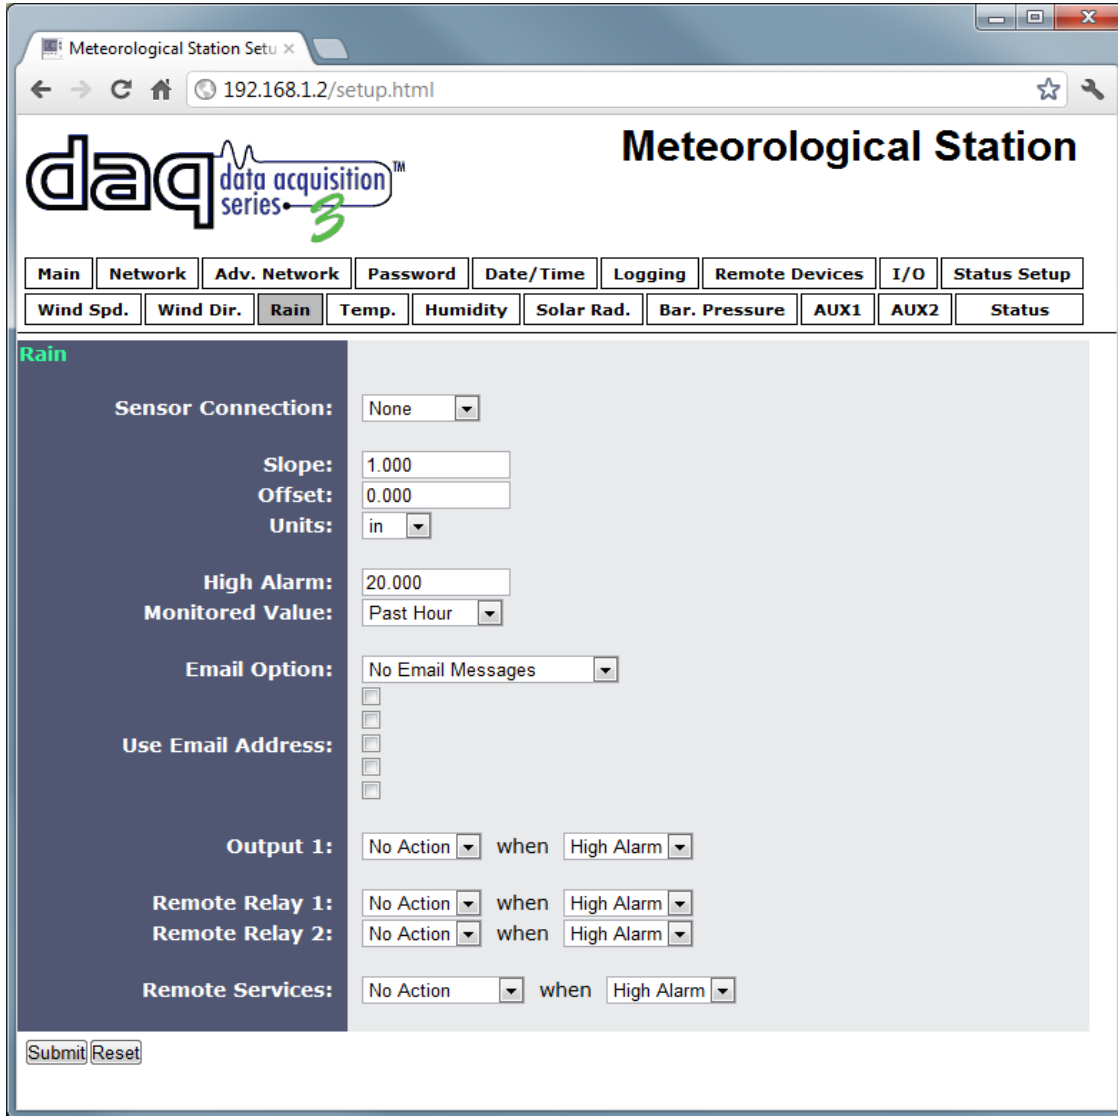 Meteorological Station Setu
192.168.1.2/setup.html
daq data acquisition series 3 ™
Meteorological Station
Main Network Adv. Network Password Date/Time Logging Remote Devices I/O Status Setup
Wind Spd. Wind Dir. Rain Temp. Humidity Solar Rad. Bar. Pressure AUX1 AUX2 Status
Rain
Sensor Connection: None
Slope: 1.000
Offset: 0.000
Units: in
High Alarm: 20.000
Monitored Value: Past Hour
Email Option: No Email Messages
Use Email Address:
Output 1: No Action when High Alarm
Remote Relay 1: No Action when High Alarm
Remote Relay 2: No Action when High Alarm
Remote Services: No Action when High Alarm
Submit Reset